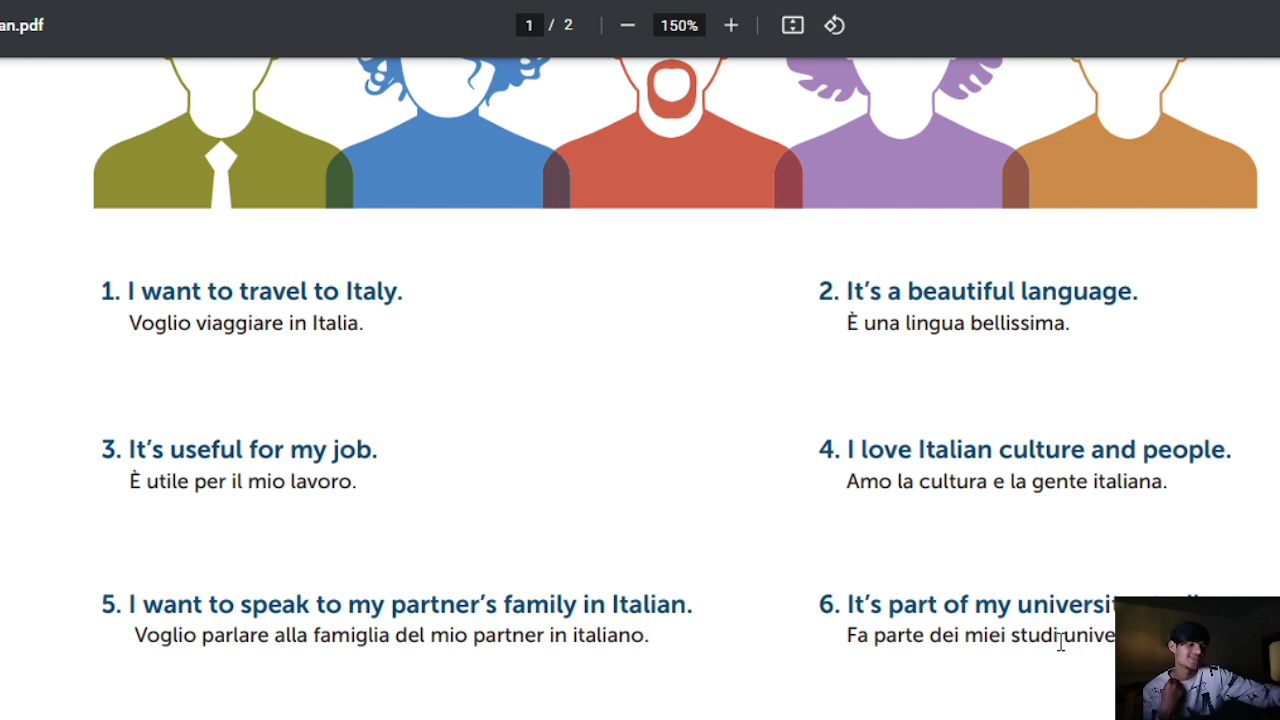 an.pdf
1 / 2 150%
1. I want to travel to Italy.
Voglio viaggiare in Italia.
2. It's a beautiful language.
È una lingua bellissima.
3. It's useful for my job.
È utile per il mio lavoro.
4. I love Italian culture and people.
Amo la cultura e la gente italiana.
5. I want to speak to my partner's family in Italian.
Voglio parlare alla famiglia del mio partner in italiano.
6. It's part of my
Fa parte dei miei studi